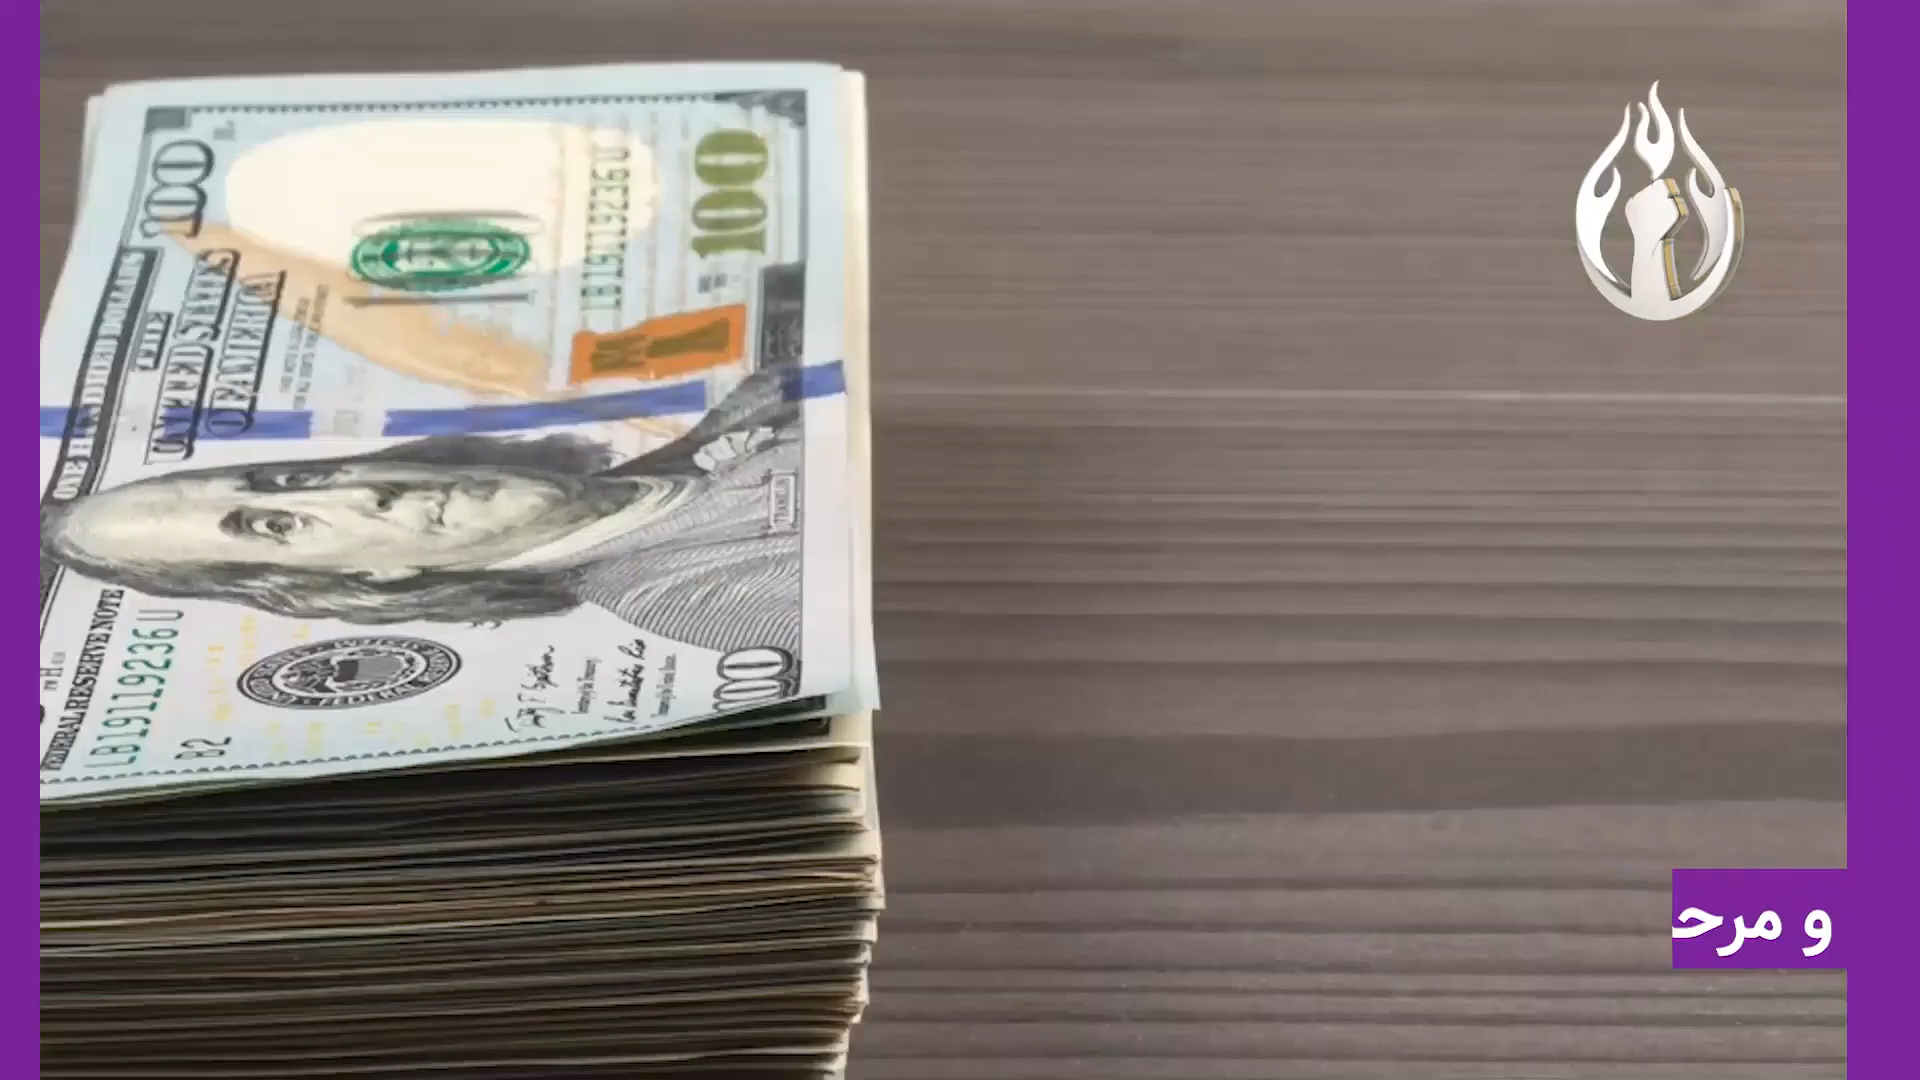 100
100
LB19119236U
ONE HUNDRED DOLLARS
THE
UNITED STATES
OF AMERICA
FEDERAL RESERVE NOTE
LB19119236U
B2
100
و مرح